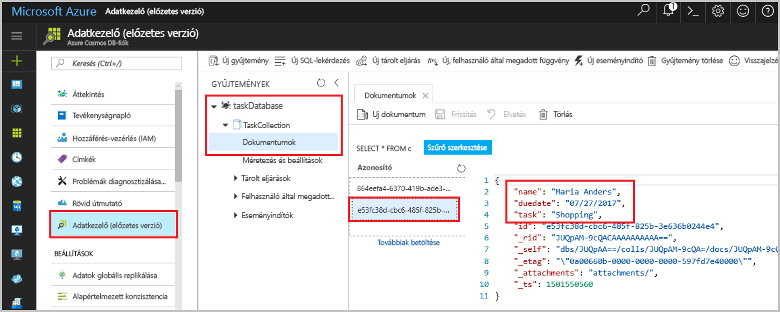 Microsoft Azure Adatkezelő (előzetes verzió)
1
Adatkezelő (előzetes verzió)
Azure Cosmos DB-fiók
Keresés (Ctrl+/)
Áttekintés
Tevékenységnapló
Hozzáférés-vezérlés (IAM)
Címkék
Problémák diagnosztizálása...
Rövid útmutató
Adatkezelő (előzetes verzió)
BEÁLLÍTÁSOK
Adatok globális replikálása
Alapértelmezett konzisztencia
Új gyűjtemény Új SQL-lekérdezés Új tárolt eljárás Új, felhasználó által megadott függvény Új eseményindító Gyűjtemény törlése Visszajelzé
GYŰJTEMÉNYEK
taskDatabase
TaskCollection
Dokumentumok
Méretezés és beállítások
Tárolt eljárások
Felhasználó által megadott...
Eseményindítók
Dokumentumok
Új dokumentum Frissítés Elvetés Törlés
SELECT * FROM c Szűrő szerkesztése
Azonosító
864eefa4-6370-419b-ade3-...
e53fc38d-cbc6-485f-825b-...
Továbbiak betöltése
1 {
2 "name": "Maria Anders",
3 "duedate": "07/27/2017",
4 "task": "Shopping",
5 "id": "e53fc38d-cbc6-485f-825b-3e636b0244e4",
6 "_rid": "JUQpAM-9cQACAAAAAAAAAA==",
7 "_self": "dbs/JUQpAA==/colls/JUQpAM-9cQA=/docs/JUQpAM-9cQ
8 "_etag": "\"0a00660b-0000-0000-0000-597fd7e40000\"",
9 "_attachments": "attachments/",
10 "_ts": 1501550560
11 }